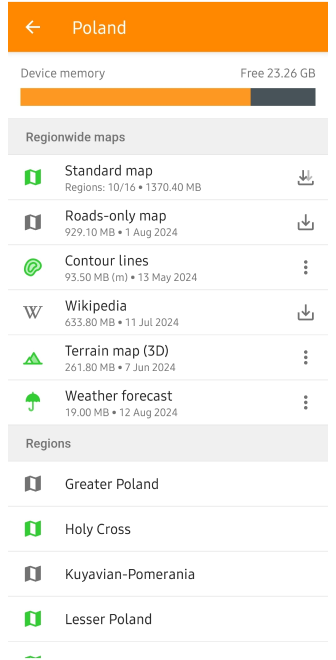 Poland
Device memory Free 23.26 GB
Regionwide maps
Standard map
Regions: 10/16 • 1370.40 MB
Roads-only map
929.10 MB • 1 Aug 2024
Contour lines
93.50 MB (m) • 13 May 2024
W Wikipedia
633.80 MB • 11 Jul 2024
Terrain map (3D)
261.80 MB • 7 Jun 2024
Weather forecast
19.00 MB • 12 Aug 2024
Regions
Greater Poland
Holy Cross
Kuyavian-Pomerania
Lesser Poland